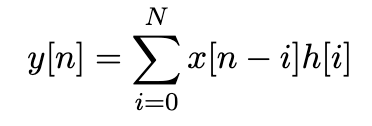 y[n] = \sum_{i=0}^{N} x[n − i]h[i]